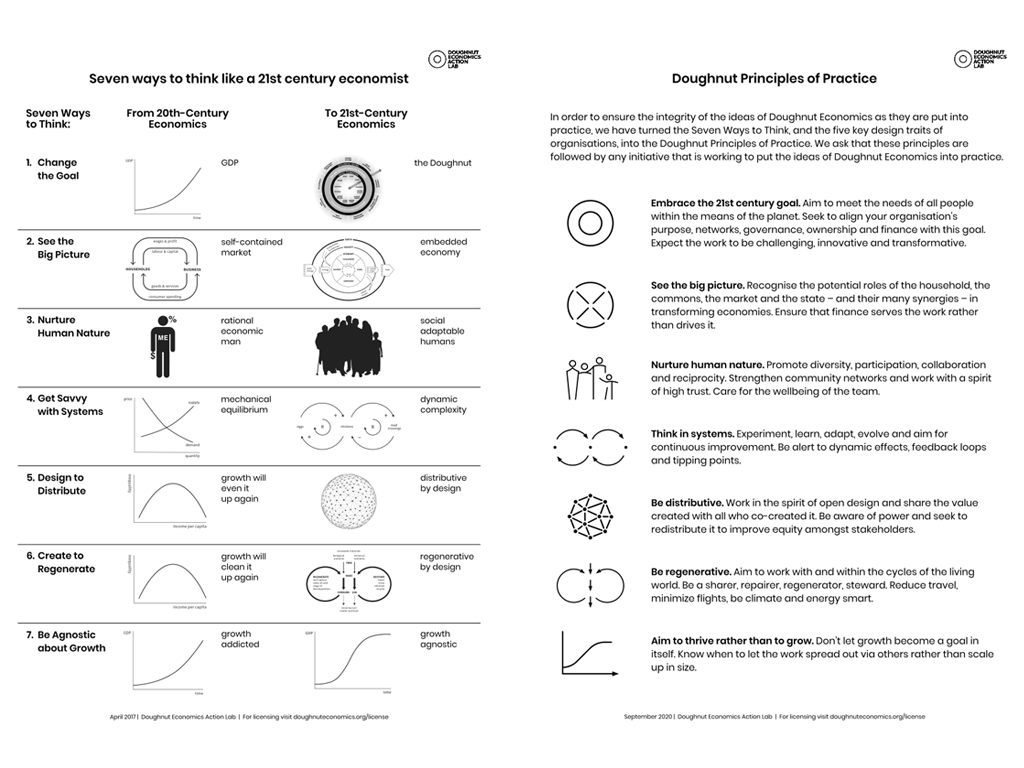 DOUGHNUT
ECONOMICS
ACTION
LAB
Seven ways to think like a 21st century economist
Seven Ways
to Think:
From 20th-Century
Economics
To 21st-Century
Economics
1. Change
the Goal
GDP
time
GDP
the Doughnut
2. See the
Big Picture
wages & profit
labour & capital
HOUSEHOLDS
BUSINESS
goods & services
consumer spending
self-contained
market
embedded
economy
3. Nurture
Human Nature
%
ME
$
rational
economic
man
social
adaptable
humans
4. Get Savvy
with Systems
price
supply
demand
quantity
mechanical
equilibrium
eggs
+
R
+
chickens
+
B
–
road
crossings
dynamic
complexity
5. Design to
Distribute
income per capita
growth will
even it
up again
distributive
by design
6. Create to
Regenerate
income per capita
growth will
clean it
up again
REGENERATE
RESTORE
regenerative
by design
7. Be Agnostic
about Growth
GDP
time
growth
addicted
GDP
time
growth
agnostic
April 2017 | Doughnut Economics Action Lab | For licensing visit doughnuteconomics.org/license
DOUGHNUT
ECONOMICS
ACTION
LAB
Doughnut Principles of Practice
In order to ensure the integrity of the ideas of Doughnut Economics as they are put into
practice, we have turned the Seven Ways to Think, and the five key design traits of
organisations, into the Doughnut Principles of Practice. We ask that these principles are
followed by any initiative that is working to put the ideas of Doughnut Economics into practice.
Embrace the 21st century goal. Aim to meet the needs of all people
within the means of the planet. Seek to align your organisation's
purpose, networks, governance, ownership and finance with this goal.
Expect the work to be challenging, innovative and transformative.
See the big picture. Recognise the potential roles of the household, the
commons, the market and the state – and their many synergies – in
transforming economies. Ensure that finance serves the work rather
than drives it.
Nurture human nature. Promote diversity, participation, collaboration
and reciprocity. Strengthen community networks and work with a spirit
of high trust. Care for the wellbeing of the team.
Think in systems. Experiment, learn, adapt, evolve and aim for
continuous improvement. Be alert to dynamic effects, feedback loops
and tipping points.
Be distributive. Work in the spirit of open design and share the value
created with all who co-created it. Be aware of power and seek to
redistribute it to improve equity amongst stakeholders.
Be regenerative. Aim to work with and within the cycles of the living
world. Be a sharer, repairer, regenerator, steward. Reduce travel,
minimize flights, be climate and energy smart.
Aim to thrive rather than to grow. Don't let growth become a goal in
itself. Know when to let the work spread out via others rather than scale
up in size.
September 2020 | Doughnut Economics Action Lab | For licensing visit doughnuteconomics.org/license